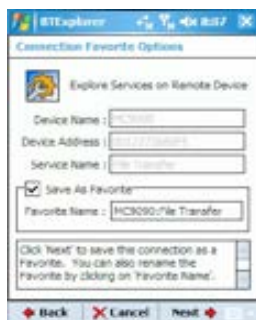 BTExplorer 8:57
Connection Favorite Options
Explore Services on Remote Device
Device Name :
Device Address :
Service Name : File Transfer
Save As Favorite
Favorite Name : MC9090:File Transfer
Click 'Next' to save this connection as a
Favorite. You can also rename the
Favorite by clicking on 'Favorite Name'.
Back Cancel Next